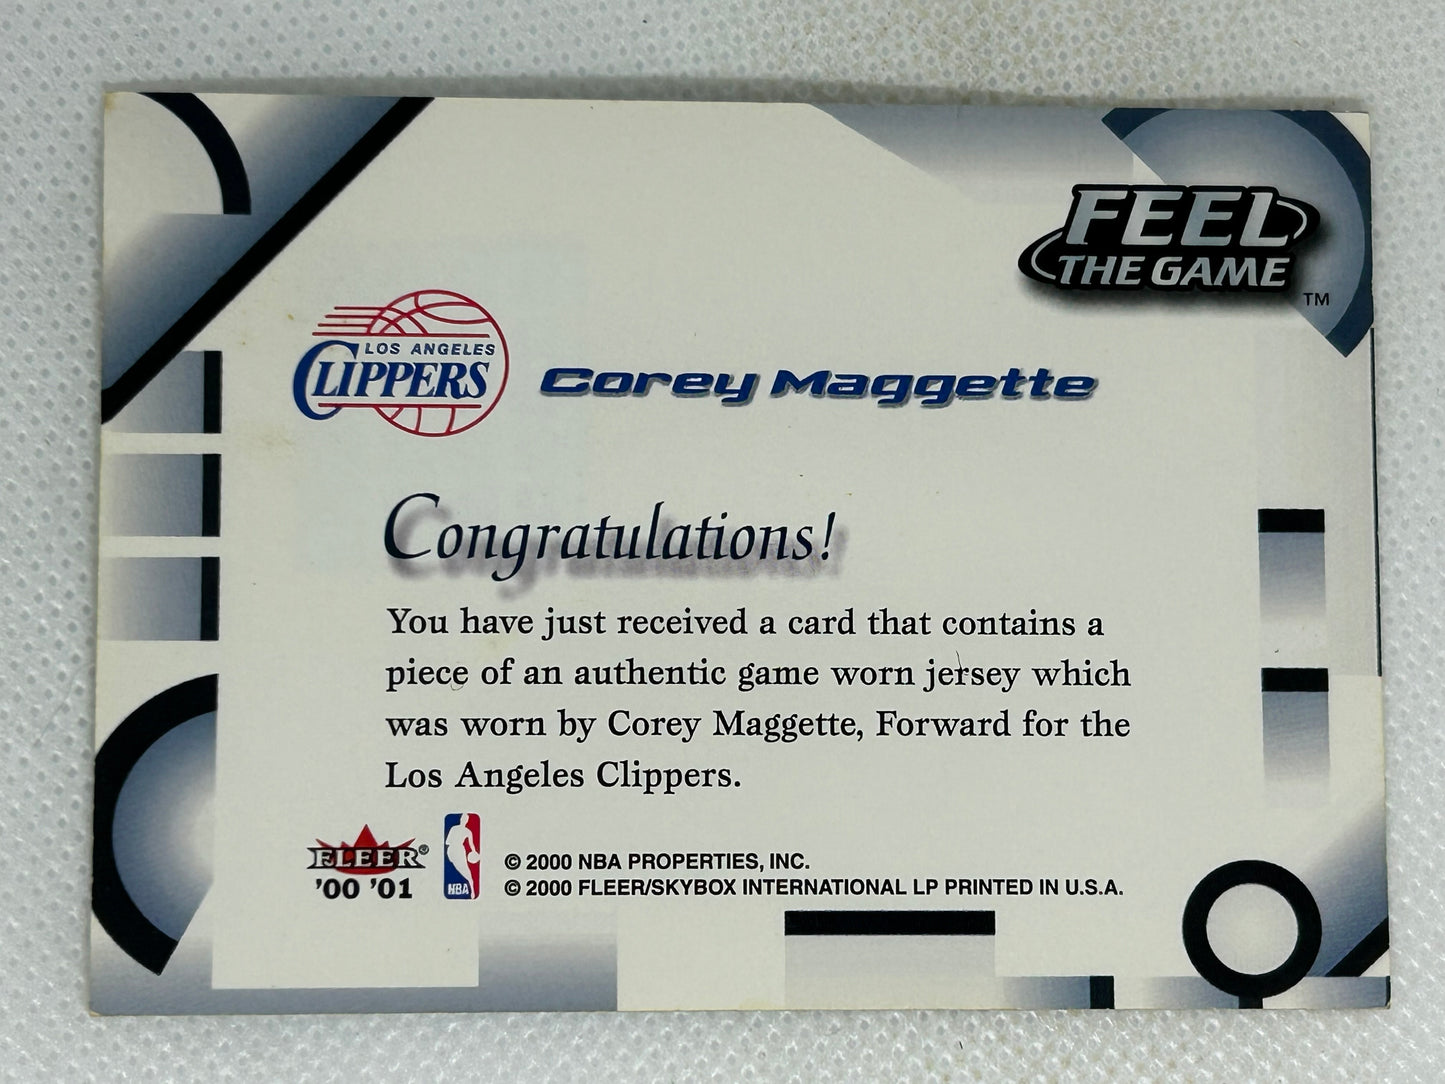 FEEL
THE GAME
TM
LOS ANGELES
CLIPPERS
Corey Maggette
Congratulations!
You have just received a card that contains a
piece of an authentic game worn jersey which
was worn by Corey Maggette, Forward for the
Los Angeles Clippers.
FLEER®
'00 '01
NBA
© 2000 NBA PROPERTIES, INC.
© 2000 FLEER/SKYBOX INTERNATIONAL LP PRINTED IN U.S.A.